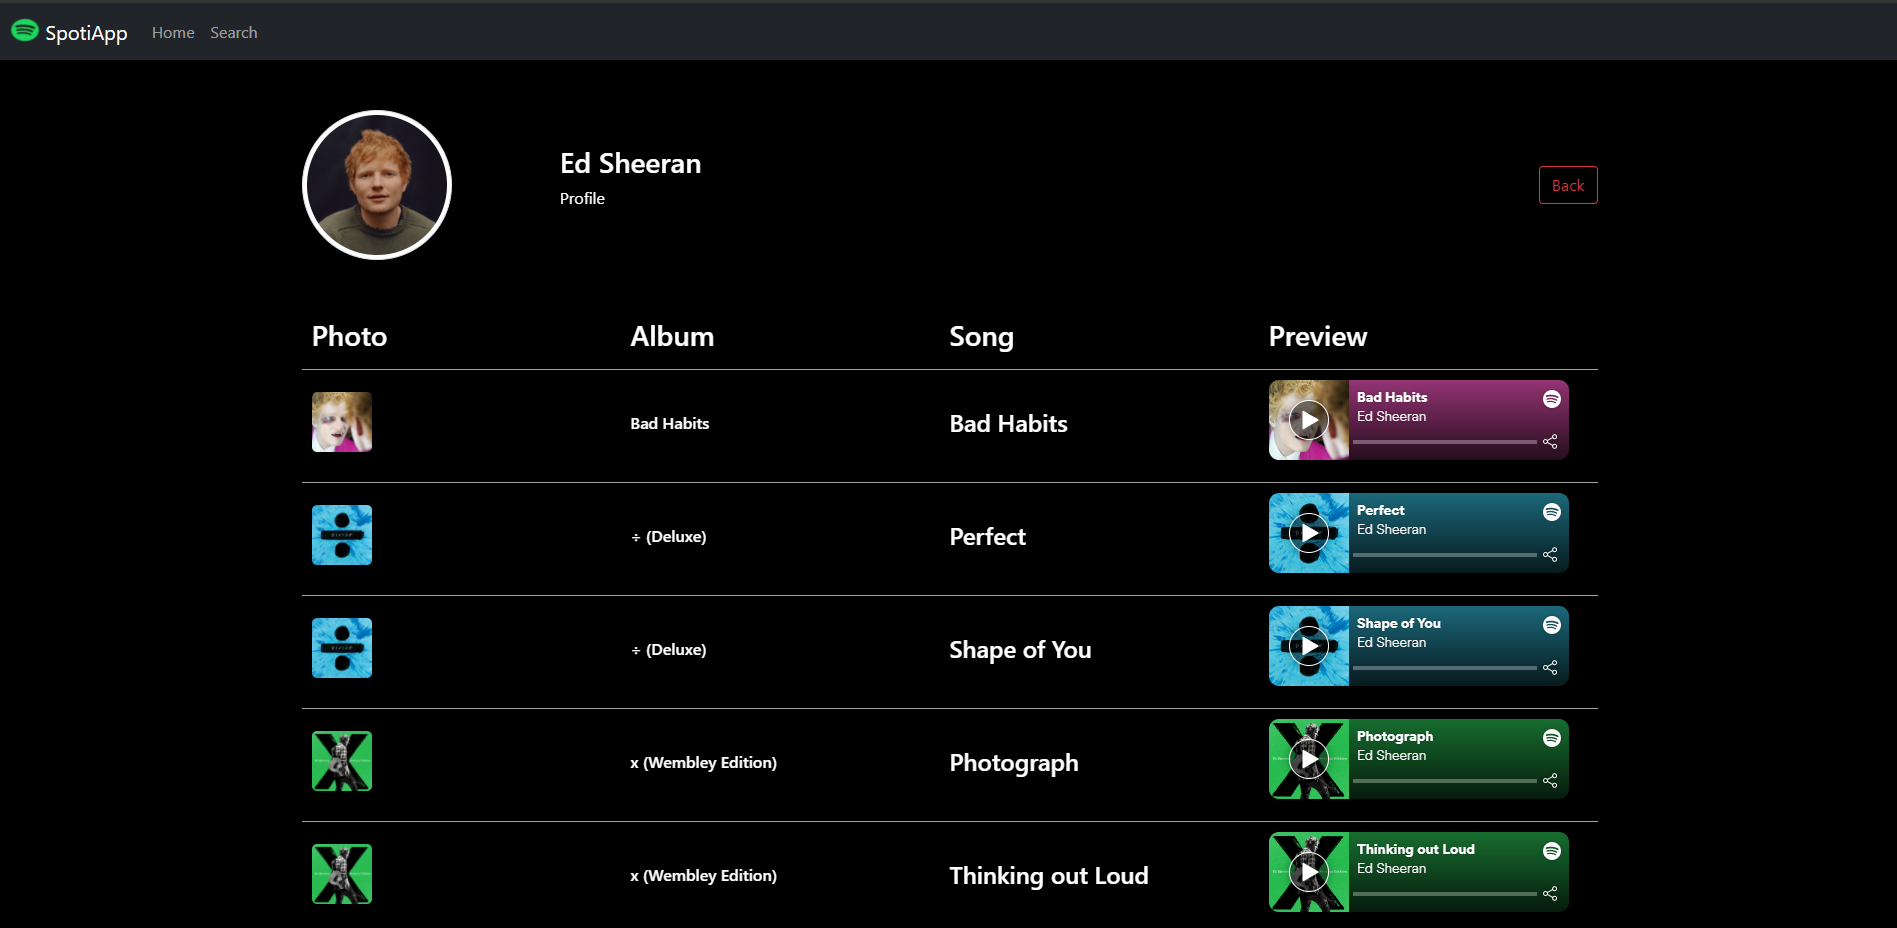 SpotiApp Home Search
Ed Sheeran
Profile
Back
Photo Album Song Preview
Bad Habits Bad Habits Bad Habits
Ed Sheeran
÷ (Deluxe) Perfect Perfect
Ed Sheeran
÷ (Deluxe) Shape of You Shape of You
Ed Sheeran
x (Wembley Edition) Photograph Photograph
Ed Sheeran
x (Wembley Edition) Thinking out Loud Thinking out Loud
Ed Sheeran